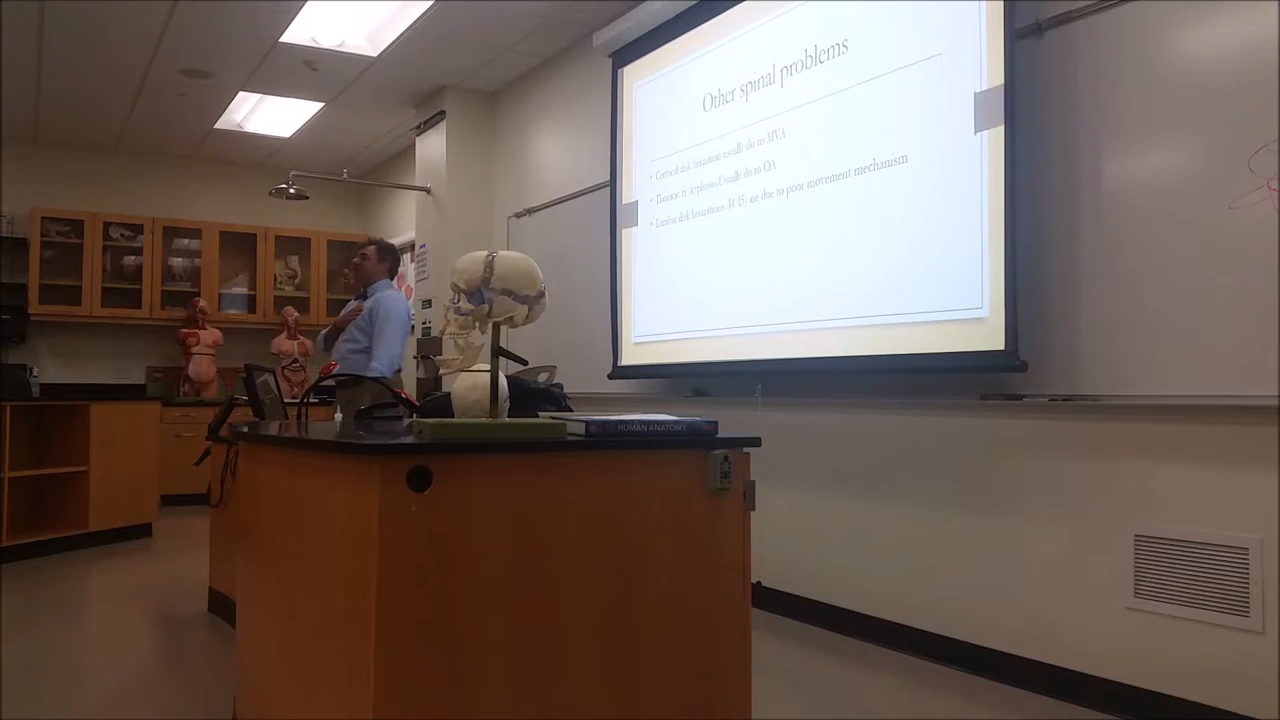 Other spinal problems
• Cervical disk herniations usually do to MVA
• Thoracic (kyphosis) Usually do to OA
• Lumbar disk herniations are due to poor movement mechanism
HUMAN ANATOMY